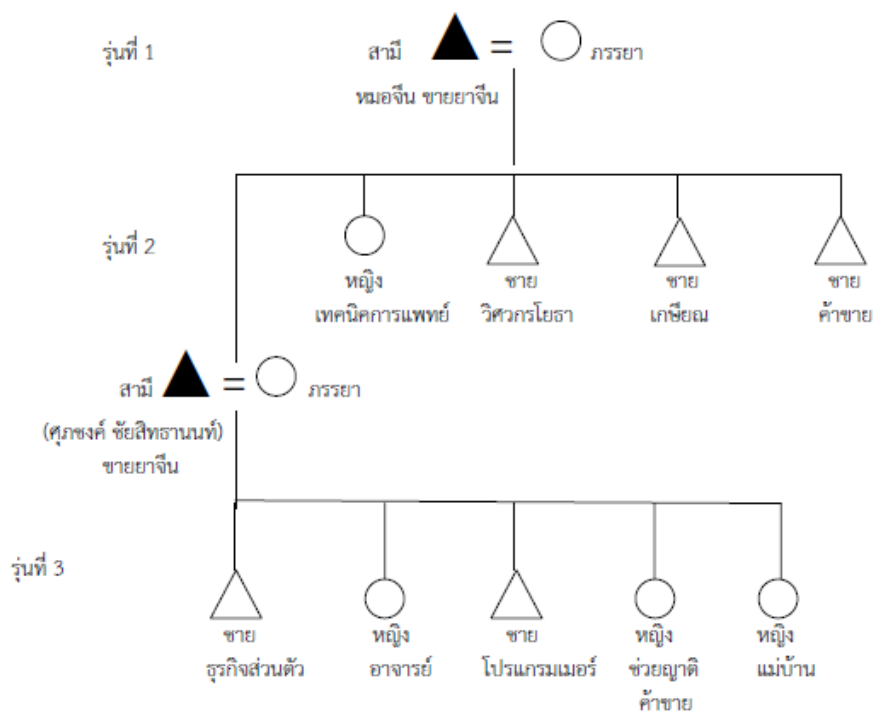 รุ่นที่ 1
สามี = ภรรยา
หมอจีน ขายยาจีน
รุ่นที่ 2
หญิง ชาย ชาย ชาย
เทคนิคการแพทย์ วิศวกรโยธา เกษียณ ค้าขาย
สามี = ภรรยา
(ศุภชงค์ ชัยสิทธานนท์)
ขายยาจีน
รุ่นที่ 3
ชาย หญิง ชาย หญิง หญิง
ธุรกิจส่วนตัว อาจารย์ โปรแกรมเมอร์ ช่วยญาติ แม่บ้าน
ค้าขาย